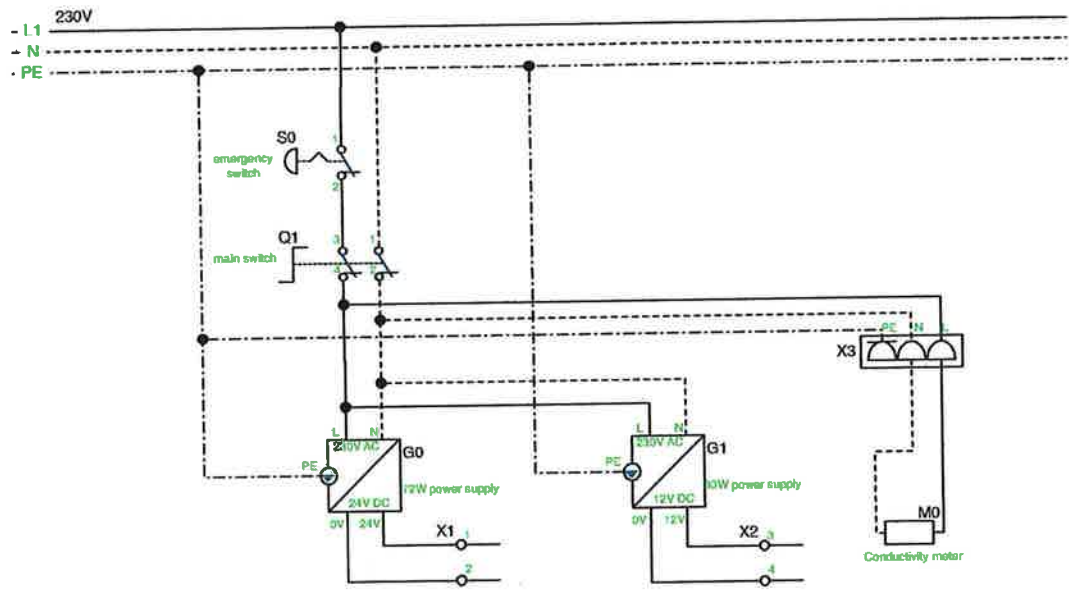 230V
L1
N
PE
S0
1
emergency
switch
2
Q1
3
1
main switch
4
2
PE
N
L
X3
L
N
230V AC
G0
PE
72W power supply
24V DC
0V
24V
X1
1
2
L
N
230V AC
G1
PE
W power supply
12V DC
0V
12V
X2
3
4
M0
Conductivity meter